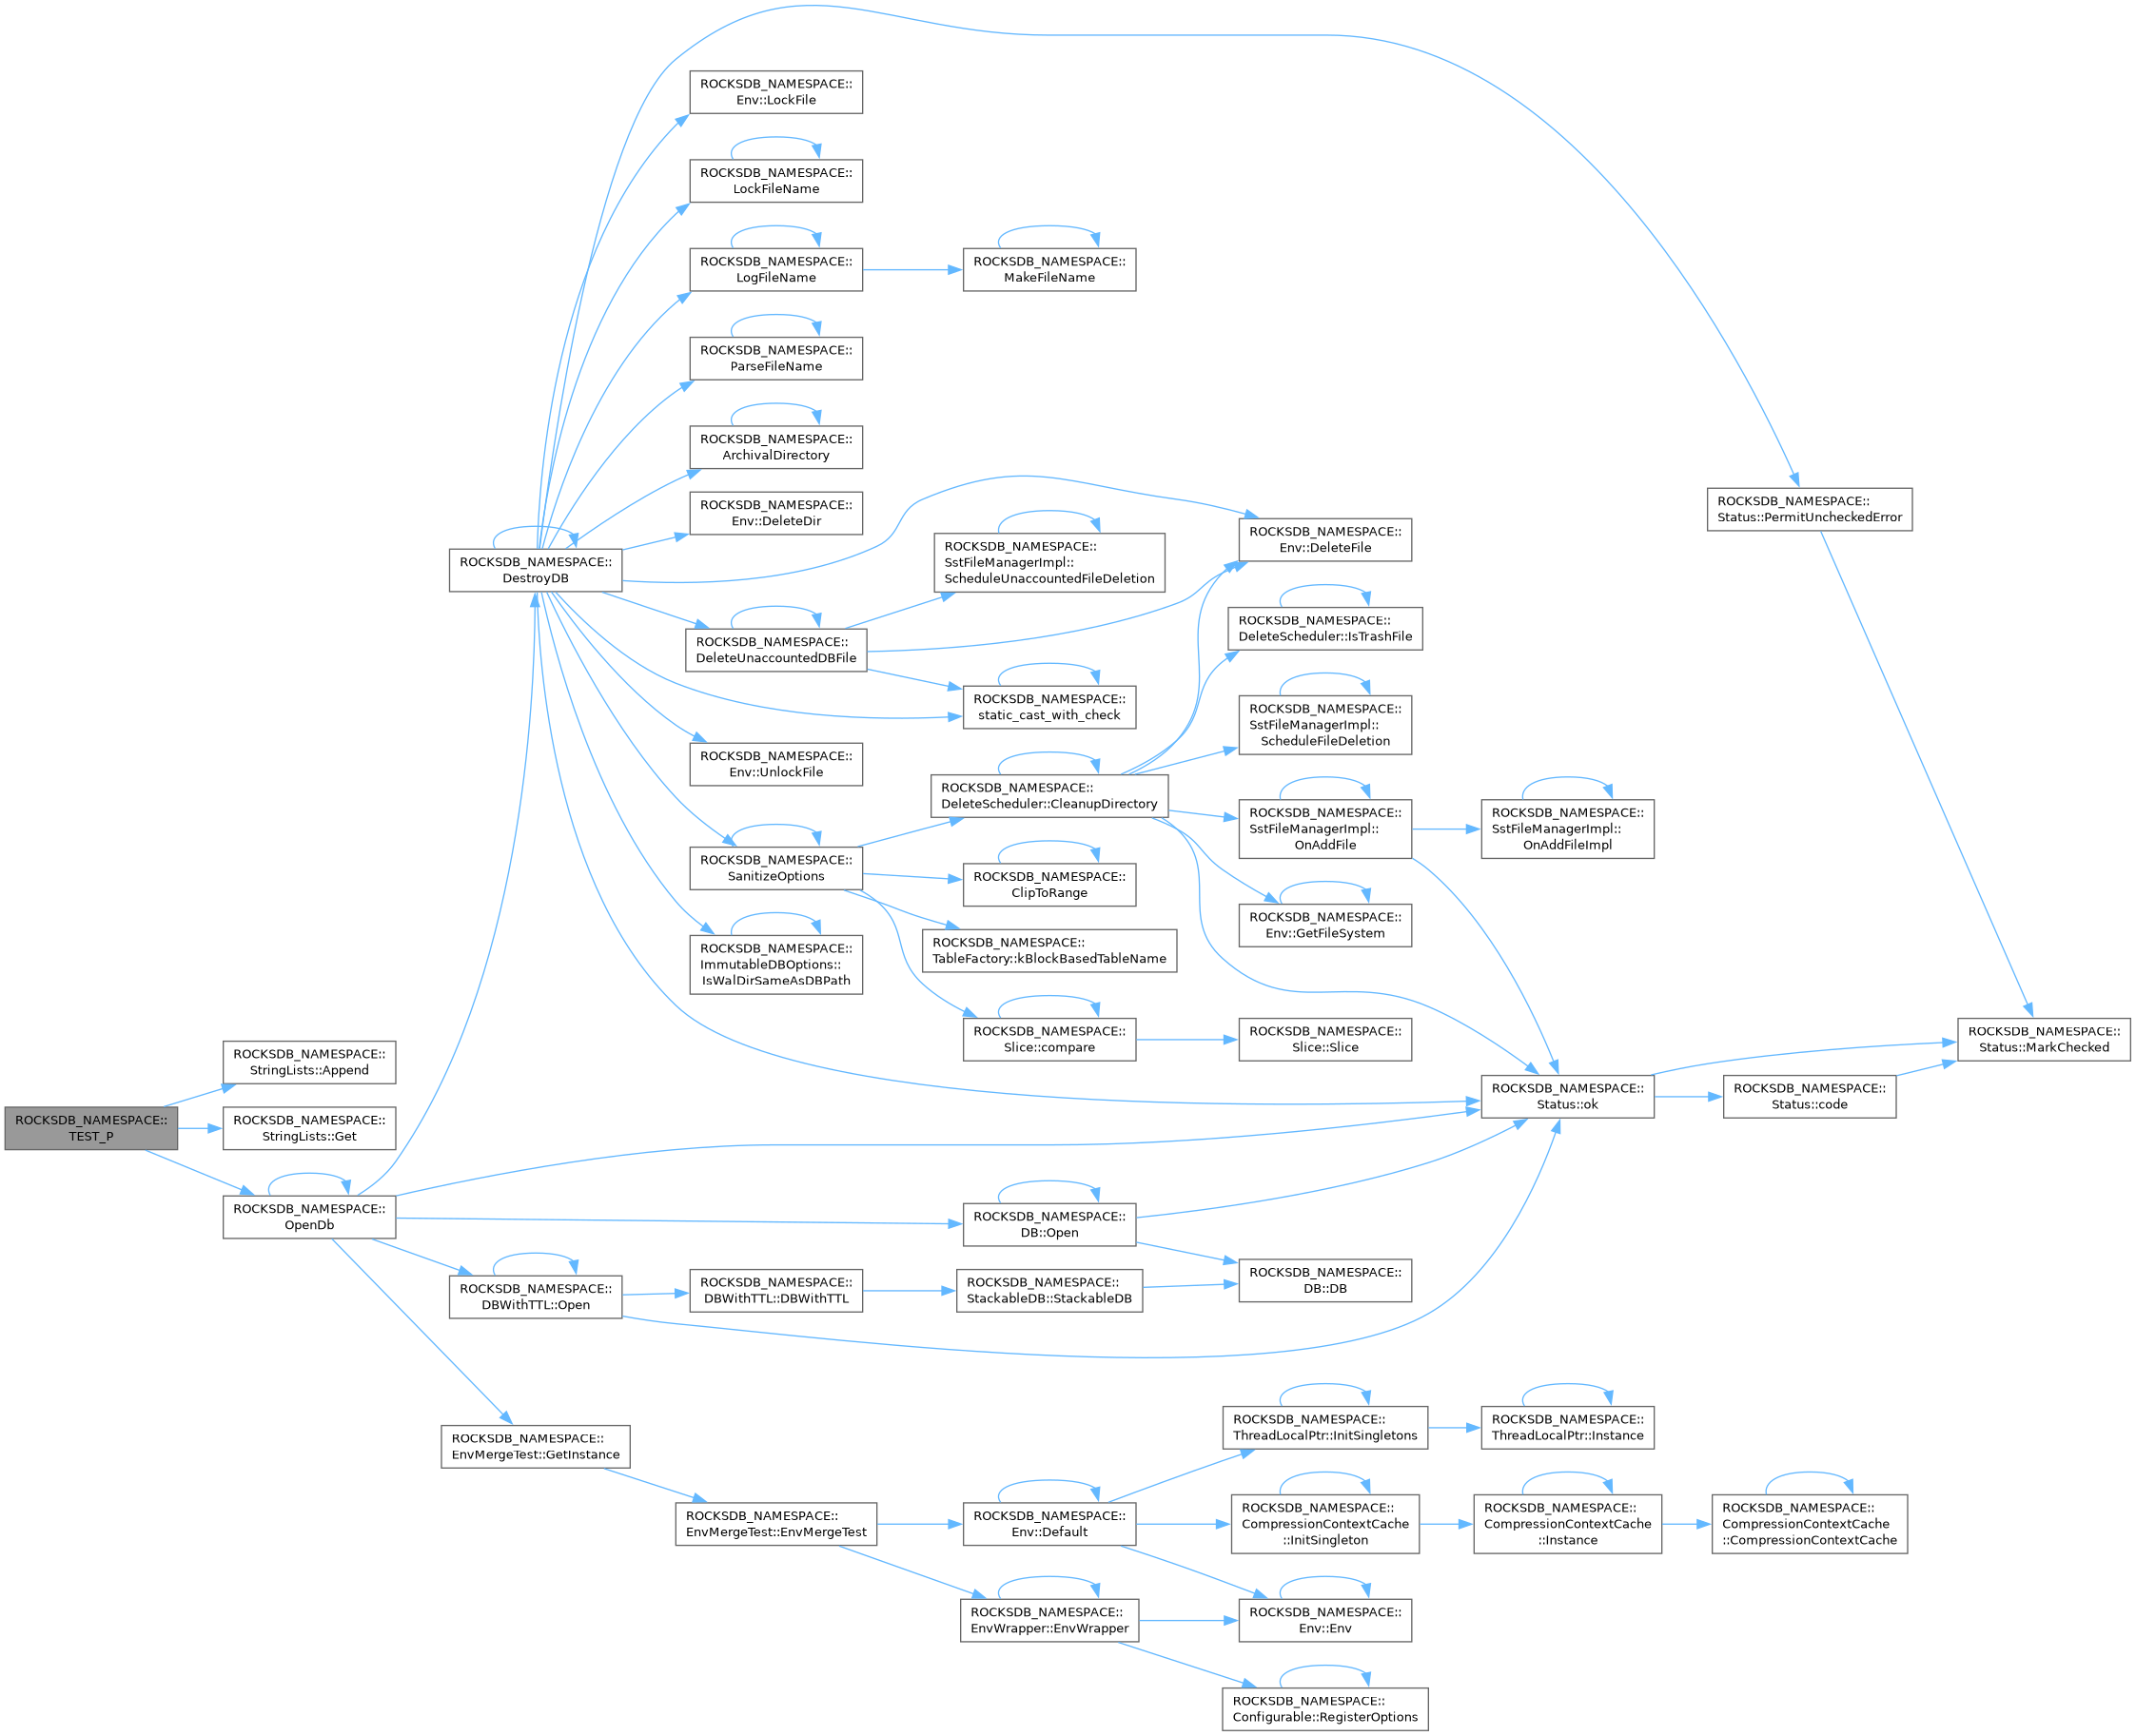 ROCKSDB_NAMESPACE::
TEST_P
ROCKSDB_NAMESPACE::
StringLists::Append
ROCKSDB_NAMESPACE::
StringLists::Get
ROCKSDB_NAMESPACE::
OpenDb
ROCKSDB_NAMESPACE::
DestroyDB
ROCKSDB_NAMESPACE::
DBWithTTL::Open
ROCKSDB_NAMESPACE::
EnvMergeTest::GetInstance
ROCKSDB_NAMESPACE::
Env::LockFile
ROCKSDB_NAMESPACE::
LockFileName
ROCKSDB_NAMESPACE::
LogFileName
ROCKSDB_NAMESPACE::
ParseFileName
ROCKSDB_NAMESPACE::
ArchivalDirectory
ROCKSDB_NAMESPACE::
Env::DeleteDir
ROCKSDB_NAMESPACE::
DeleteUnaccountedDBFile
ROCKSDB_NAMESPACE::
Env::UnlockFile
ROCKSDB_NAMESPACE::
SanitizeOptions
ROCKSDB_NAMESPACE::
ImmutableDBOptions::
IsWalDirSameAsDBPath
ROCKSDB_NAMESPACE::
DBWithTTL::DBWithTTL
ROCKSDB_NAMESPACE::
EnvMergeTest::EnvMergeTest
ROCKSDB_NAMESPACE::
MakeFileName
ROCKSDB_NAMESPACE::
SstFileManagerImpl::
ScheduleUnaccountedFileDeletion
ROCKSDB_NAMESPACE::
static_cast_with_check
ROCKSDB_NAMESPACE::
DeleteScheduler::CleanupDirectory
ROCKSDB_NAMESPACE::
ClipToRange
ROCKSDB_NAMESPACE::
TableFactory::kBlockBasedTableName
ROCKSDB_NAMESPACE::
Slice::compare
ROCKSDB_NAMESPACE::
DB::Open
ROCKSDB_NAMESPACE::
StackableDB::StackableDB
ROCKSDB_NAMESPACE::
Env::Default
ROCKSDB_NAMESPACE::
EnvWrapper::EnvWrapper
ROCKSDB_NAMESPACE::
Env::DeleteFile
ROCKSDB_NAMESPACE::
DeleteScheduler::IsTrashFile
ROCKSDB_NAMESPACE::
SstFileManagerImpl::
ScheduleFileDeletion
ROCKSDB_NAMESPACE::
SstFileManagerImpl::
OnAddFile
ROCKSDB_NAMESPACE::
Env::GetFileSystem
ROCKSDB_NAMESPACE::
Slice::Slice
ROCKSDB_NAMESPACE::
DB::DB
ROCKSDB_NAMESPACE::
ThreadLocalPtr::InitSingletons
ROCKSDB_NAMESPACE::
CompressionContextCache
::InitSingleton
ROCKSDB_NAMESPACE::
Env::Env
ROCKSDB_NAMESPACE::
Configurable::RegisterOptions
ROCKSDB_NAMESPACE::
SstFileManagerImpl::
OnAddFileImpl
ROCKSDB_NAMESPACE::
Status::ok
ROCKSDB_NAMESPACE::
ThreadLocalPtr::Instance
ROCKSDB_NAMESPACE::
CompressionContextCache
::Instance
ROCKSDB_NAMESPACE::
Status::PermitUncheckedError
ROCKSDB_NAMESPACE::
Status::code
ROCKSDB_NAMESPACE::
CompressionContextCache
::CompressionContextCache
ROCKSDB_NAMESPACE::
Status::MarkChecked